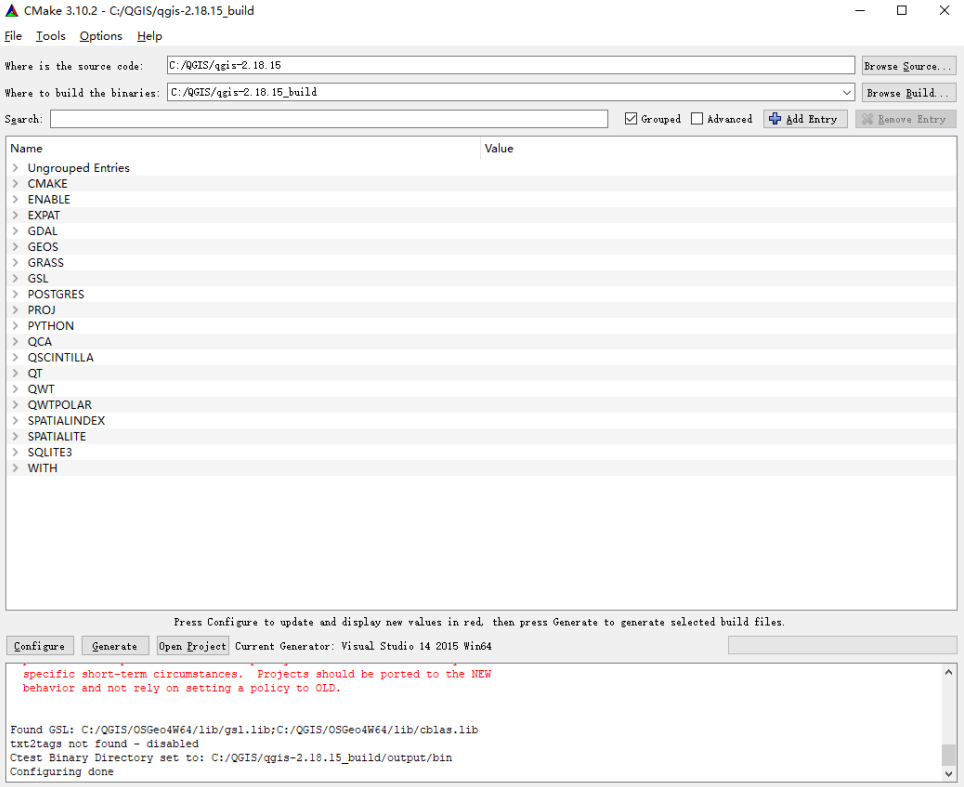 CMake 3.10.2 - C:/QGIS/qgis-2.18.15_build
File Tools Options Help
Where is the source code: C:/QGIS/qgis-2.18.15 Browse Source...
Where to build the binaries: C:/QGIS/qgis-2.18.15_build Browse Build...
Search: Grouped Advanced Add Entry Remove Entry
Name Value
Ungrouped Entries
CMAKE
ENABLE
EXPAT
GDAL
GEOS
GRASS
GSL
POSTGRES
PROJ
PYTHON
QCA
QSCINTILLA
QT
QWT
QWTPOLAR
SPATIALINDEX
SPATIALITE
SQLITE3
WITH
Press Configure to update and display new values in red, then press Generate to generate selected build files.
Configure Generate Open Project Current Generator: Visual Studio 14 2015 Win64
specific short-term circumstances.  Projects should be ported to the NEW
behavior and not rely on setting a policy to OLD.
Found GSL: C:/QGIS/OSGeo4W64/lib/gsl.lib;C:/QGIS/OSGeo4W64/lib/cblas.lib
txt2tags not found - disabled
Ctest Binary Directory set to: C:/QGIS/qgis-2.18.15_build/output/bin
Configuring done